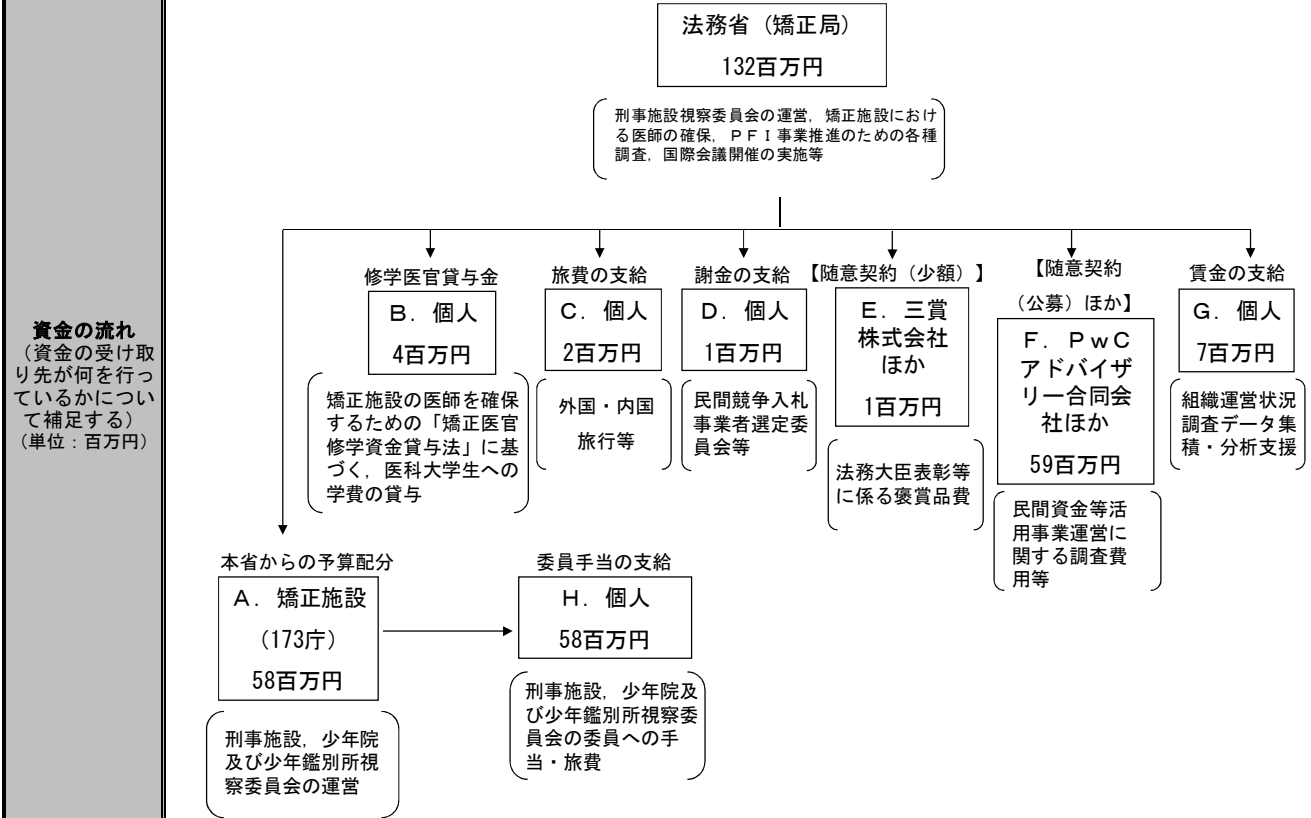 資金の流れ
(資金の受け取
り先が何を行っ
ているかについ
て補足する)
(単位：百万円)
法務省（矯正局）
132百万円
刑事施設視察委員会の運営，矯正施設におけ
る医師の確保，ＰＦＩ事業推進のための各種
調査，国際会議開催の実施等
修学医官貸与金
Ｂ．個人
4百万円
矯正施設の医師を確保
するための「矯正医官
修学資金貸与法」に基
づく，医科大学生への
学費の貸与
旅費の支給
Ｃ．個人
2百万円
外国・内国
旅行等
謝金の支給
Ｄ．個人
1百万円
民間競争入札
事業者選定委
員会等
【随意契約（少額）】
Ｅ．三賞
株式会社
ほか
1百万円
法務大臣表彰等
に係る褒賞品費
【随意契約
（公募）ほか】
Ｆ．ＰｗＣ
アドバイザ
リー合同会
社ほか
59百万円
民間資金等活
用事業運営に
関する調査費
用等
賃金の支給
Ｇ．個人
7百万円
組織運営状況
調査データ集
積・分析支援
本省からの予算配分
Ａ．矯正施設
（173庁）
58百万円
刑事施設，少年院
及び少年鑑別所視
察委員会の運営
委員手当の支給
Ｈ．個人
58百万円
刑事施設，少年院及
び少年鑑別所視察委
員会の委員への手
当・旅費